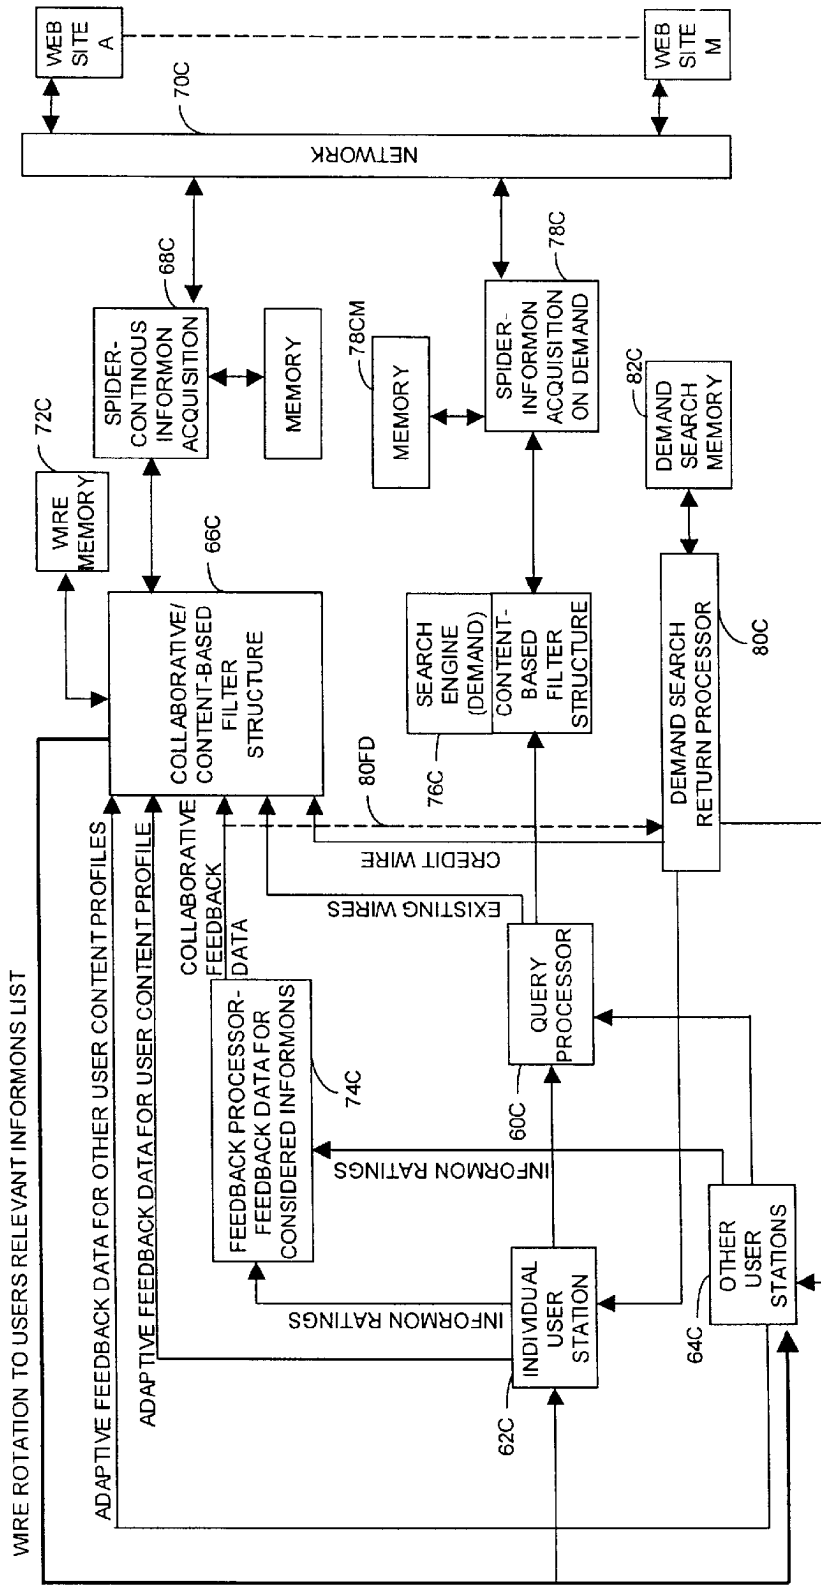 WIRE ROTATION TO USERS RELEVANT INFORMONS LIST
ADAPTIVE FEEDBACK DATA FOR OTHER USER CONTENT PROFILES
ADAPTIVE FEEDBACK DATA FOR USER CONTENT PROFILE
COLLABORATIVE
FEEDBACK
DATA
72C
WIRE
MEMORY
COLLABORATIVE/
CONTENT-BASED
FILTER
STRUCTURE
66C
SPIDER-
CONTINOUS
INFORMON
ACQUISITION
68C
MEMORY
70C
NETWORK
WEB
SITE
A
WEB
SITE
M
FEEDBACK PROCESSOR-
FEEDBACK DATA FOR
CONSIDERED INFORMONS
74C
INFORMON RATINGS
INFORMON RATINGS
EXISTING WIRES
CREDIT WIRE
80FD
76C
SEARCH
ENGINE
(DEMAND)
CONTENT-
BASED
FILTER
STRUCTURE
MEMORY
78CM
SPIDER-
INFORMON
ACQUISITION
ON DEMAND
78C
60C
QUERY
PROCESSOR
62C
INDIVIDUAL
USER
STATION
64C
OTHER
USER
STATIONS
DEMAND SEARCH
RETURN PROCESSOR
80C
DEMAND
SEARCH
MEMORY
82C